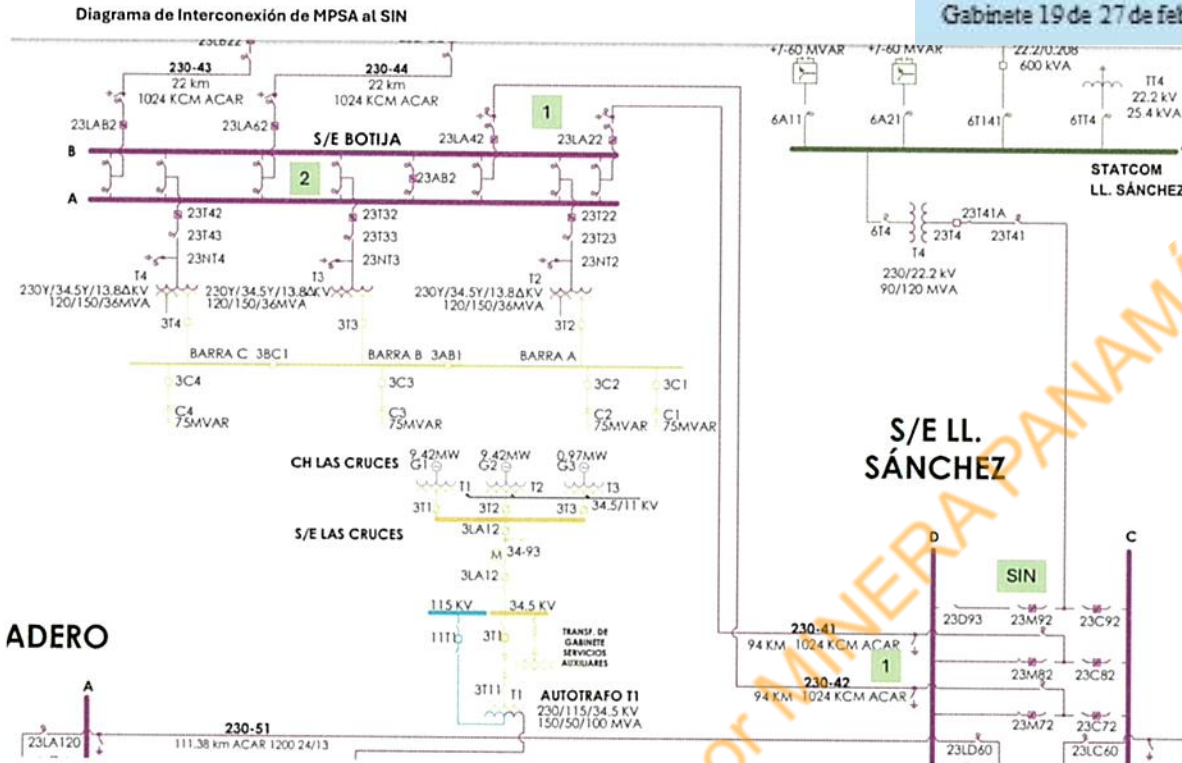 Diagrama de Interconexión de MPSA al SIN
Gabinete 19 de 27 de feb
230-43
22 km
1024 KCM ACAR
230-44
22 km
1024 KCM ACAR
23LAB2
23LA62
S/E BOTIJA
23LA42
1
23LA22
B
2
23AB2
A
23T42
23T43
23NT4
T4
230Y/34.5Y/13.8ΔKV
120/150/36MVA
23T32
23T33
23NT3
T3
230Y/34.5Y/13.8ΔKV
120/150/36MVA
23T22
23T23
23NT2
T2
230Y/34.5Y/13.8ΔKV
120/150/36MVA
3T4
3T3
3T2
BARRA C 3BC1
BARRA B 3AB1
BARRA A
3C4
3C3
3C2
3C1
C4
75MVAR
C3
75MVAR
C2
75MVAR
C1
75MVAR
+/-60 MVAR
+/-60 MVAR
22.2/0.208
600 kVA
TT4
22.2 kV
25.4 kVA
6A11
6A21
6T141
6TT4
STATCOM
LL. SÁNCHEZ
6T4
23T4
23T41A
23T41
T4
230/22.2 kV
90/120 MVA
CH LAS CRUCES
9.42MW
G1
9.42MW
G2
0.97MW
G3
T1
T2
T3
34.5/11 KV
3T1
3T2
3T3
S/E LAS CRUCES
3LA12
M 34-93
3LA12
115 KV
34.5 KV
11T1
3T1
TRANSF. DE
GABINETE
SERVICIOS
AUXILIARES
3T11
T1
AUTOTRAFO T1
230/115/34.5 KV
150/50/100 MVA
S/E LL.
SÁNCHEZ
D
C
SIN
23D93
23M92
23C92
230-41
94 KM 1024 KCM ACAR
1
23M82
23C82
230-42
94 KM 1024 KCM ACAR
23M72
23C72
23LD60
23LC60
ADERO
A
23LA120
230-51
111.38 km ACAR 1200 24/13
or MINERA PANAMÁ